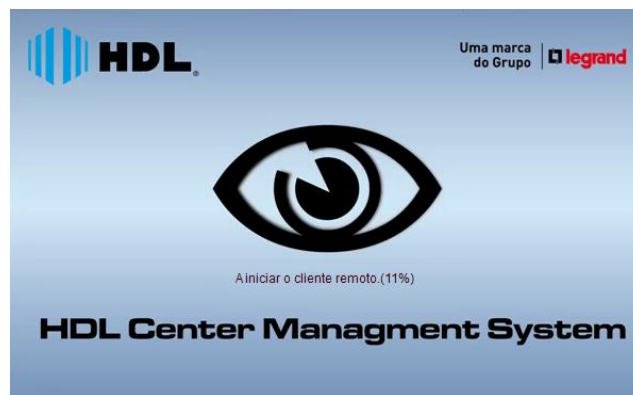 HDL
Uma marca
do Grupo
legrand
A iniciar o cliente remoto.(11%)
HDL Center Managment System